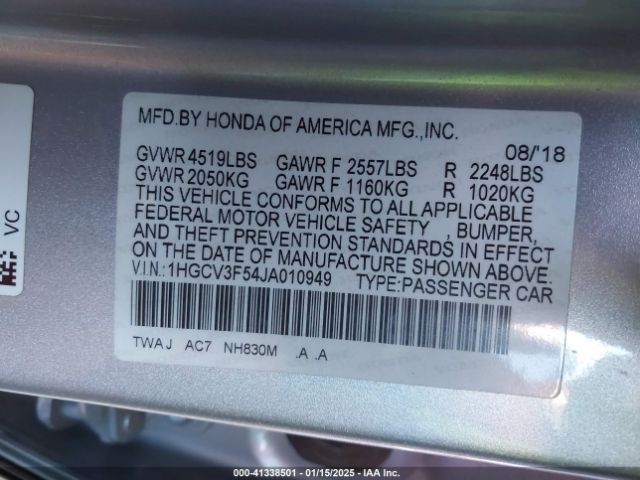 MFD.BY HONDA OF AMERICA MFG.,INC.
08/'18
GVWR 4519LBS GAWR F 2557LBS R 2248LBS
GVWR 2050KG GAWR F 1160KG R 1020KG
THIS VEHICLE CONFORMS TO ALL APPLICABLE
FEDERAL MOTOR VEHICLE SAFETY , BUMPER,
AND THEFT PREVENTION STANDARDS IN EFFECT
ON THE DATE OF MANUFACTURE SHOWN ABOVE.
V.I.N.:1HGCV3F54JA010949 TYPE:PASSENGER CAR
TWAJ AC7 NH830M .A .A
VC
000-41338501 - 01/15/2025 - IAA Inc.